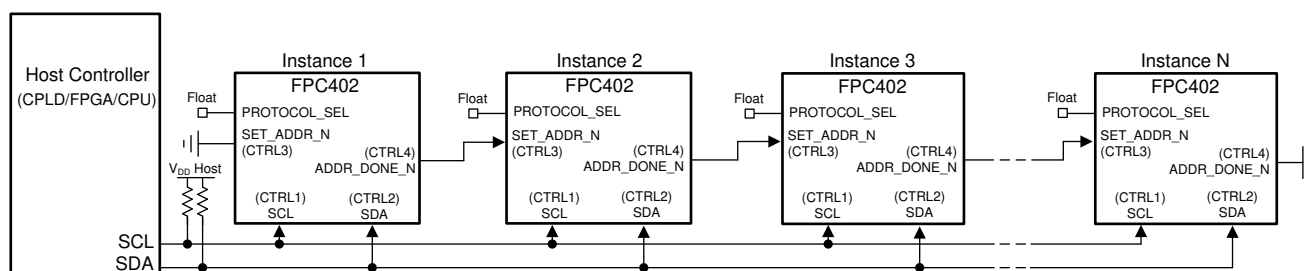 Host Controller
(CPLD/FPGA/CPU)
V_DD Host
SCL
SDA
Instance 1
FPC402
Float
PROTOCOL_SEL
SET_ADDR_N
(CTRL3)
(CTRL4)
ADDR_DONE_N
(CTRL1)
SCL
(CTRL2)
SDA
Instance 2
FPC402
Float
PROTOCOL_SEL
SET_ADDR_N
(CTRL3)
(CTRL4)
ADDR_DONE_N
(CTRL1)
SCL
(CTRL2)
SDA
Instance 3
FPC402
Float
PROTOCOL_SEL
SET_ADDR_N
(CTRL3)
(CTRL4)
ADDR_DONE_N
(CTRL1)
SCL
(CTRL2)
SDA
Instance N
FPC402
Float
PROTOCOL_SEL
SET_ADDR_N
(CTRL3)
(CTRL4)
ADDR_DONE_N
(CTRL1)
SCL
(CTRL2)
SDA